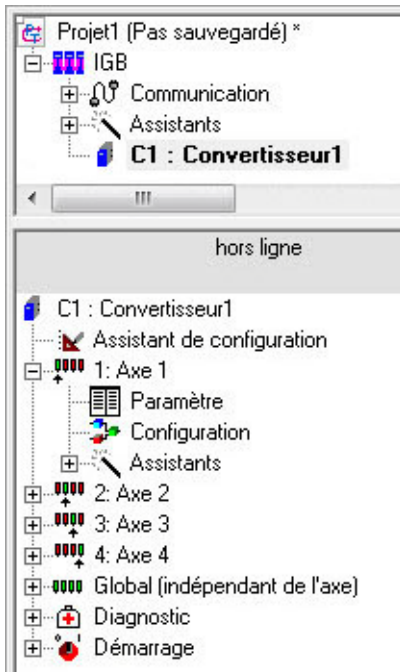 Projet1 (Pas sauvegardé) *
IGB
Communication
Assistants
C1 : Convertisseur1
hors ligne
C1 : Convertisseur1
Assistant de configuration
1: Axe 1
Paramètre
Configuration
Assistants
2: Axe 2
3: Axe 3
4: Axe 4
Global (indépendant de l'axe)
Diagnostic
Démarrage